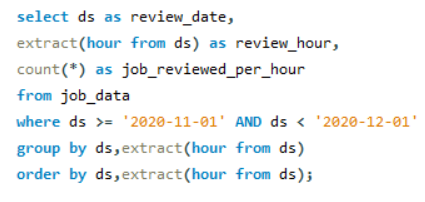 select ds as review_date,
extract(hour from ds) as review_hour,
count(*) as job_reviewed_per_hour
from job_data
where ds >= '2020-11-01' AND ds < '2020-12-01'
group by ds,extract(hour from ds)
order by ds,extract(hour from ds);